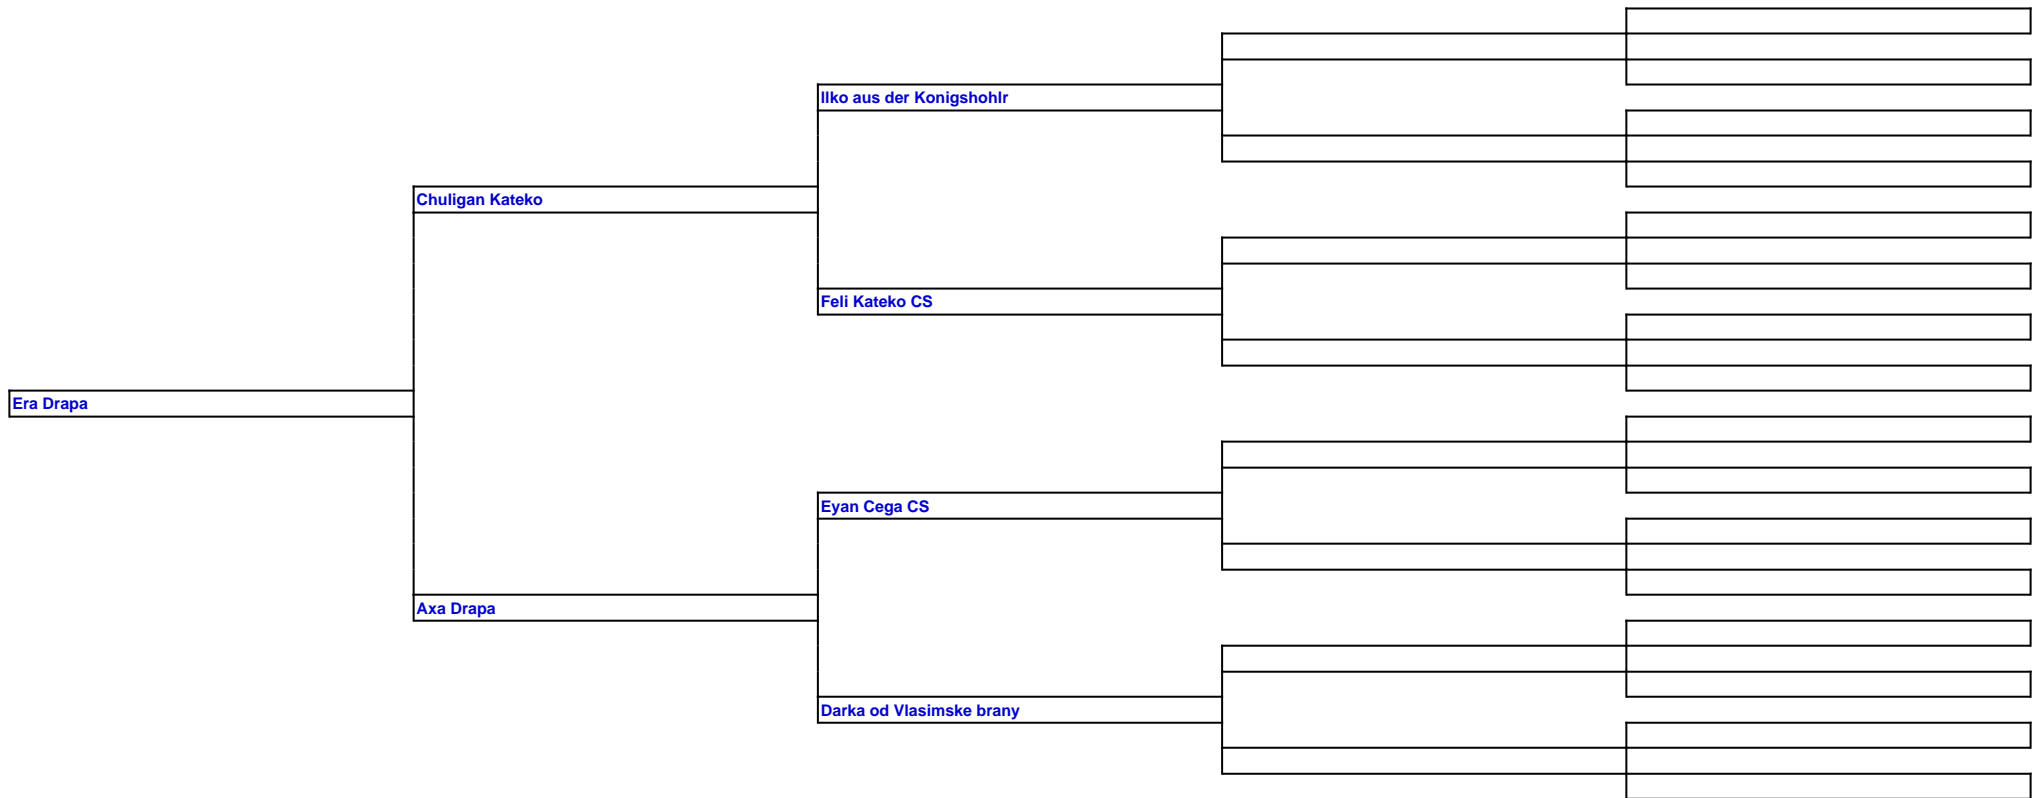 Ilko aus der Konigshohlr
Chuligan Kateko
Feli Kateko CS
Era Drapa
Eyan Cega CS
Axa Drapa
Darka od Vlasimske brany